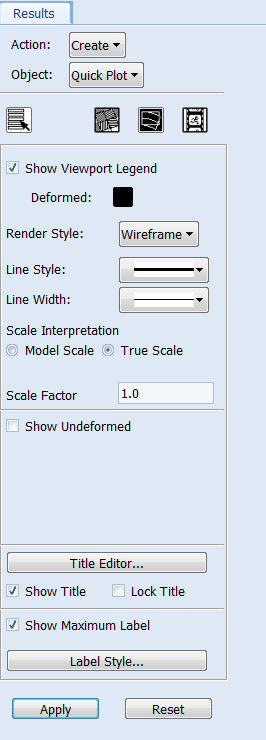 Results
Action: Create
Object: Quick Plot
Show Viewport Legend
Deformed:
Render Style: Wireframe
Line Style:
Line Width:
Scale Interpretation
Model Scale True Scale
Scale Factor 1.0
Show Undeformed
Title Editor...
Show Title Lock Title
Show Maximum Label
Label Style...
Apply Reset